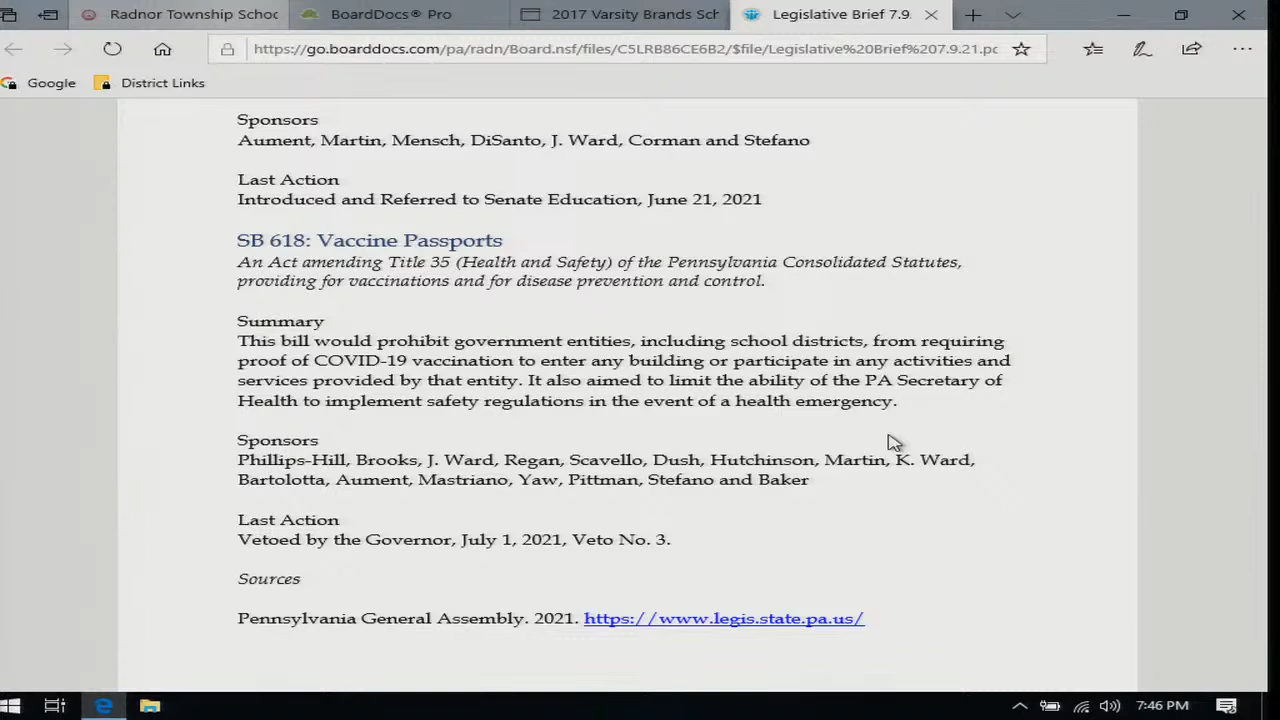 Radnor Township Schoc
BoardDocs® Pro
2017 Varsity Brands Sch
Legislative Brief 7.9.
https://go.boarddocs.com/pa/radn/Board.nsf/files/C5LRB86CE6B2/$file/Legislative%20Brief%207.9.21.pc
Google
District Links
Sponsors
Aument, Martin, Mensch, DiSanto, J. Ward, Corman and Stefano
Last Action
Introduced and Referred to Senate Education, June 21, 2021
SB 618: Vaccine Passports
An Act amending Title 35 (Health and Safety) of the Pennsylvania Consolidated Statutes,
providing for vaccinations and for disease prevention and control.
Summary
This bill would prohibit government entities, including school districts, from requiring
proof of COVID-19 vaccination to enter any building or participate in any activities and
services provided by that entity. It also aimed to limit the ability of the PA Secretary of
Health to implement safety regulations in the event of a health emergency.
Sponsors
Phillips-Hill, Brooks, J. Ward, Regan, Scavello, Dush, Hutchinson, Martin, K. Ward,
Bartolotta, Aument, Mastriano, Yaw, Pittman, Stefano and Baker
Last Action
Vetoed by the Governor, July 1, 2021, Veto No. 3.
Sources
Pennsylvania General Assembly. 2021. https://www.legis.state.pa.us/
7:46 PM